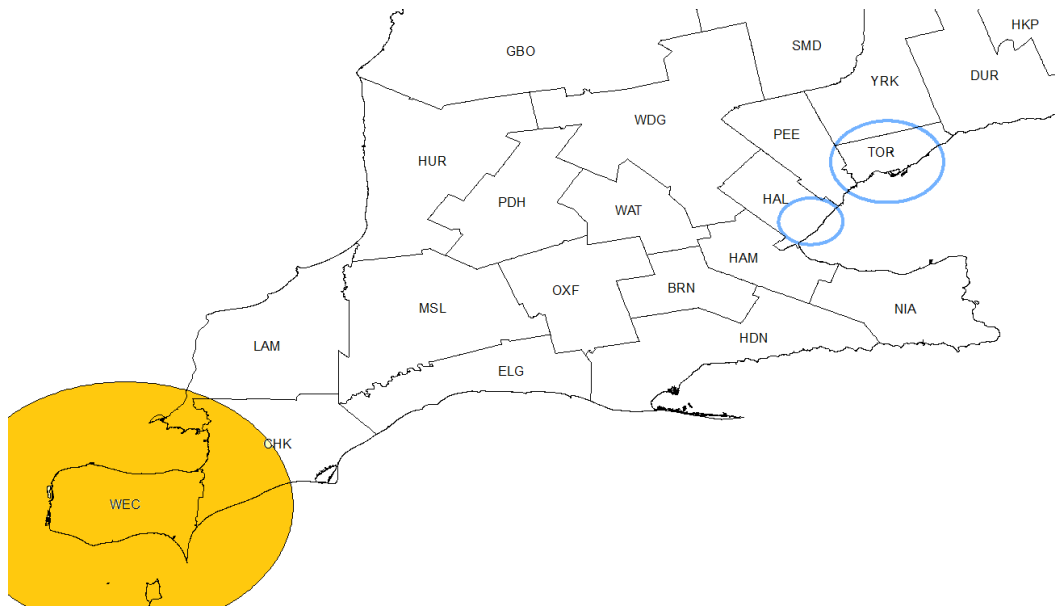 HKP
SMD
GBO
DUR
YRK
WDG
PEE
TOR
HUR
HAL
PDH
WAT
HAM
BRN
OXF
MSL
NIA
HDN
LAM
ELG
CHK
WEC